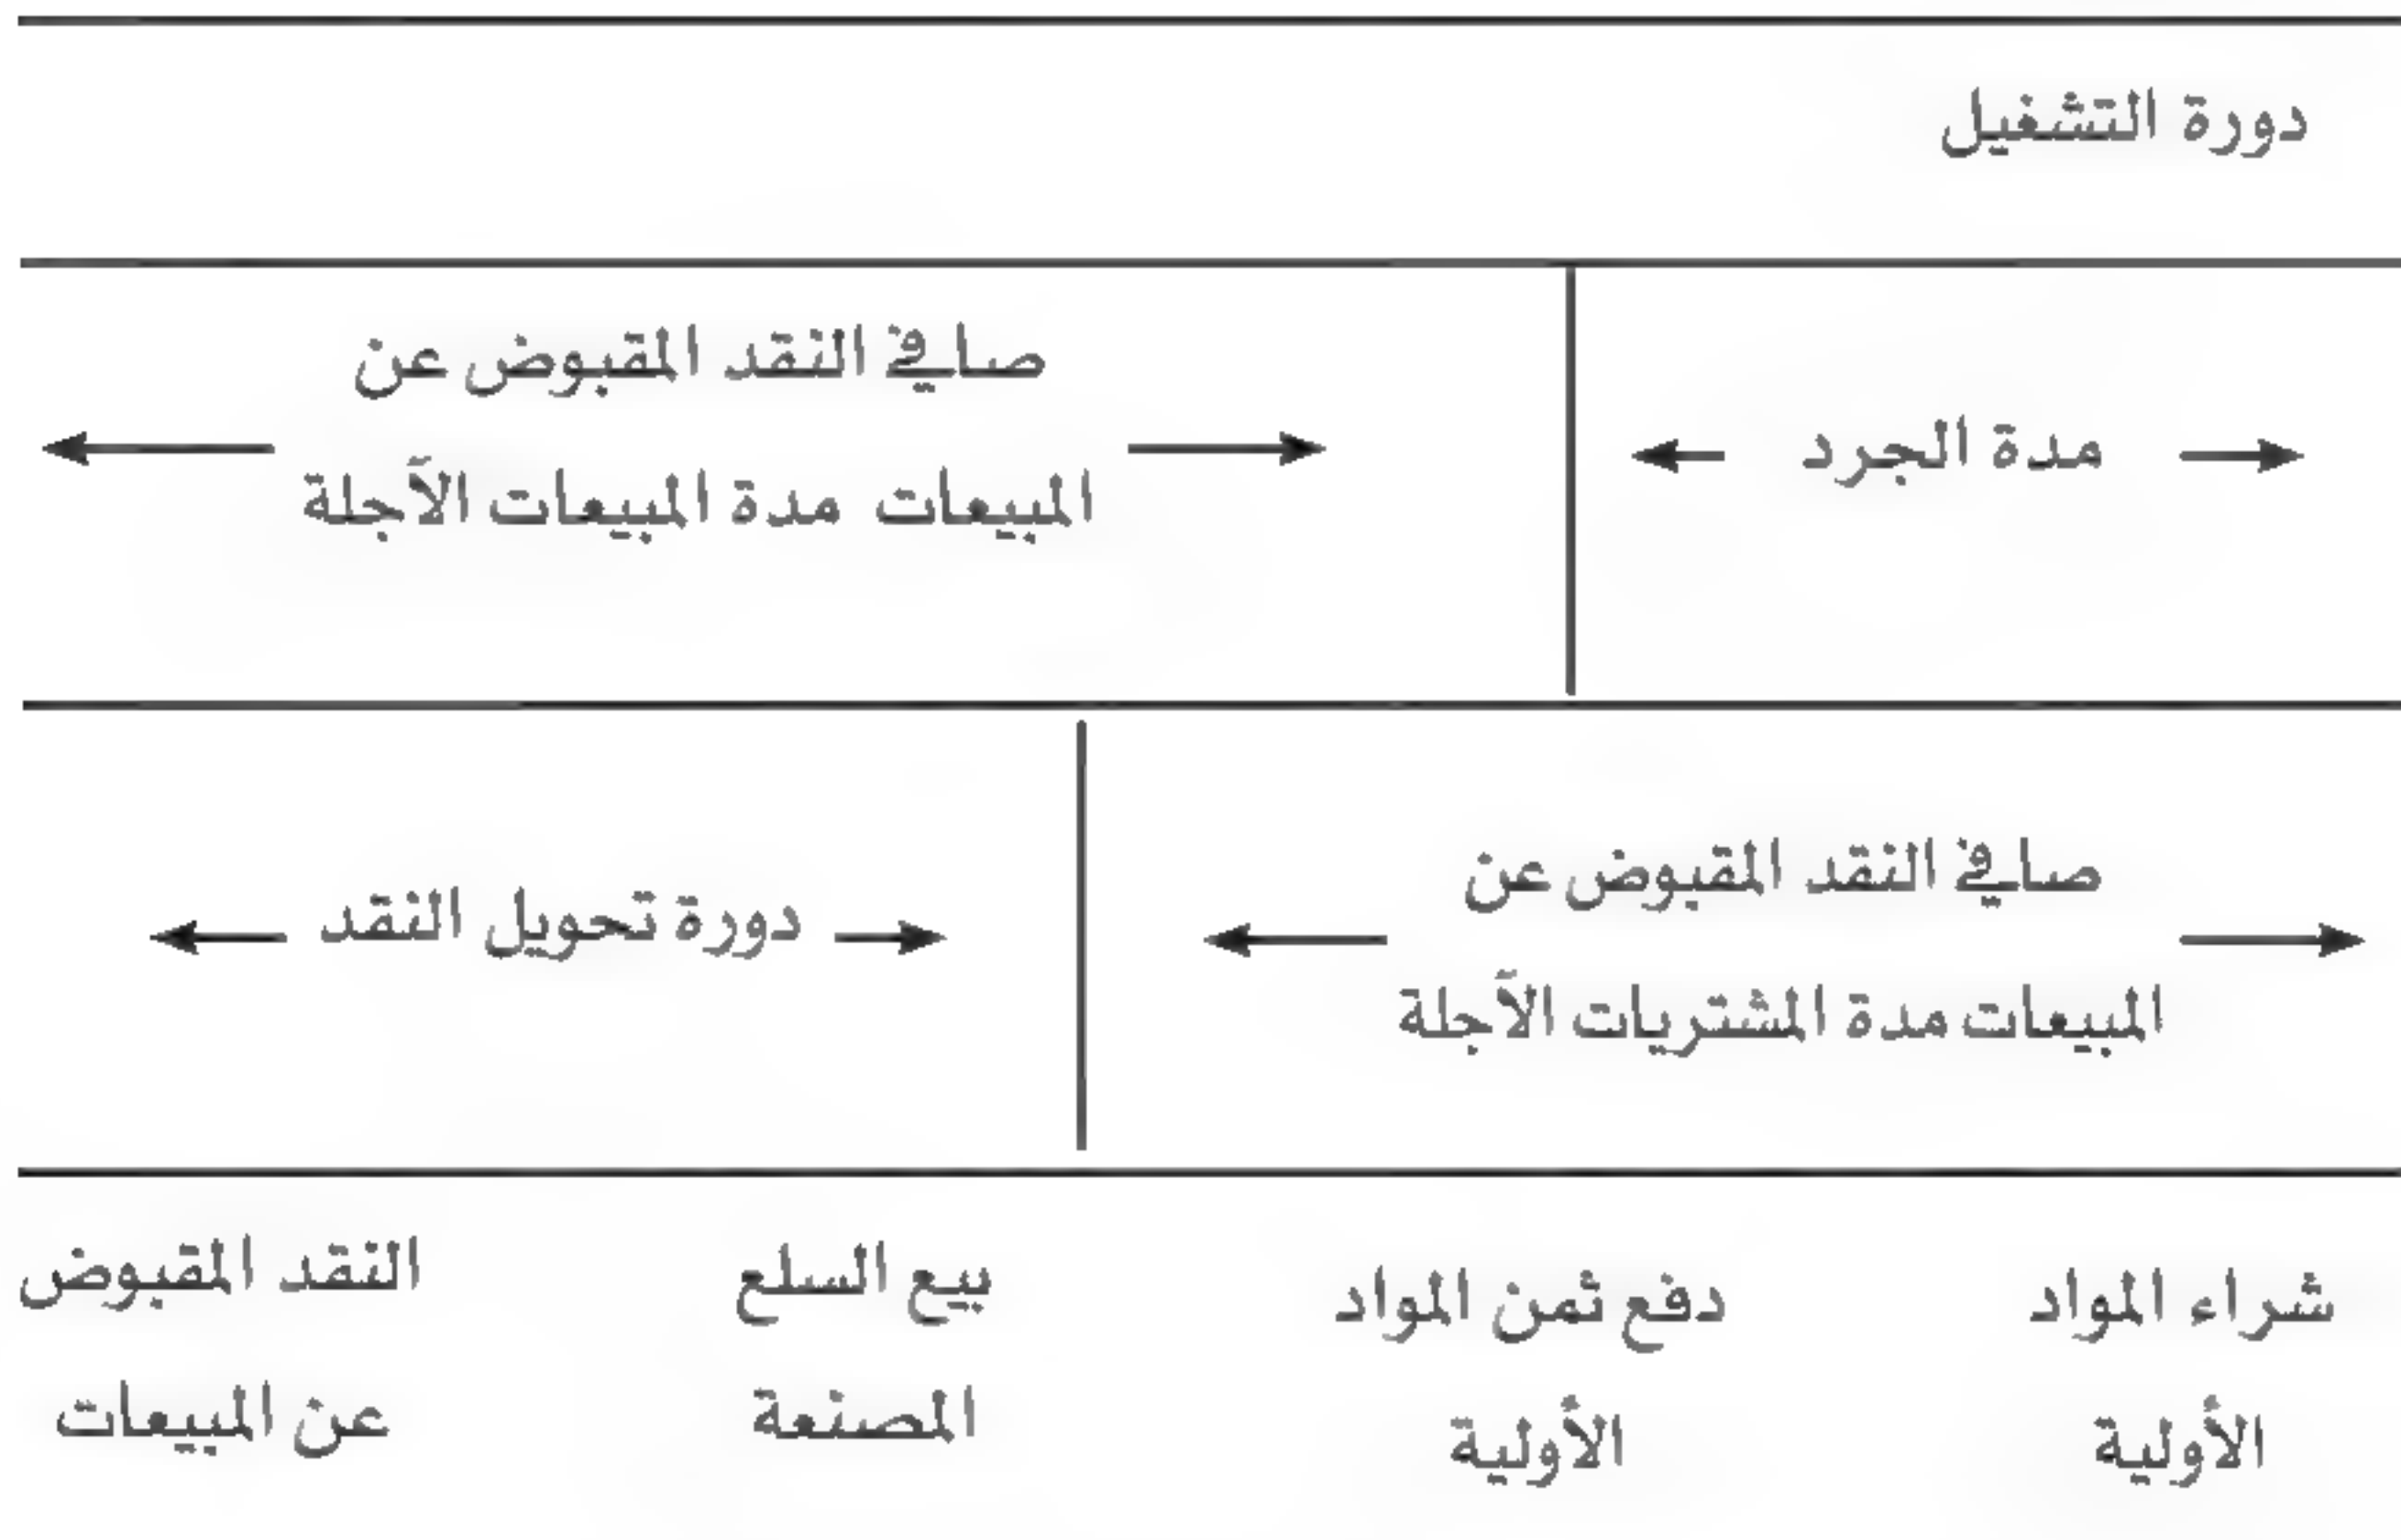 دورة التشغيل
مدة الجرد
صافي النقد المقبوض عن
المبيعات مدة المبيعات الآجلة
صافي النقد المقبوض عن
المبيعات مدة المشتريات الآجلة
دورة تحويل النقد
شراء المواد
الأولية
دفع ثمن المواد
الأولية
بيع السلع
المصنعة
النقد المقبوض
عن المبيعات